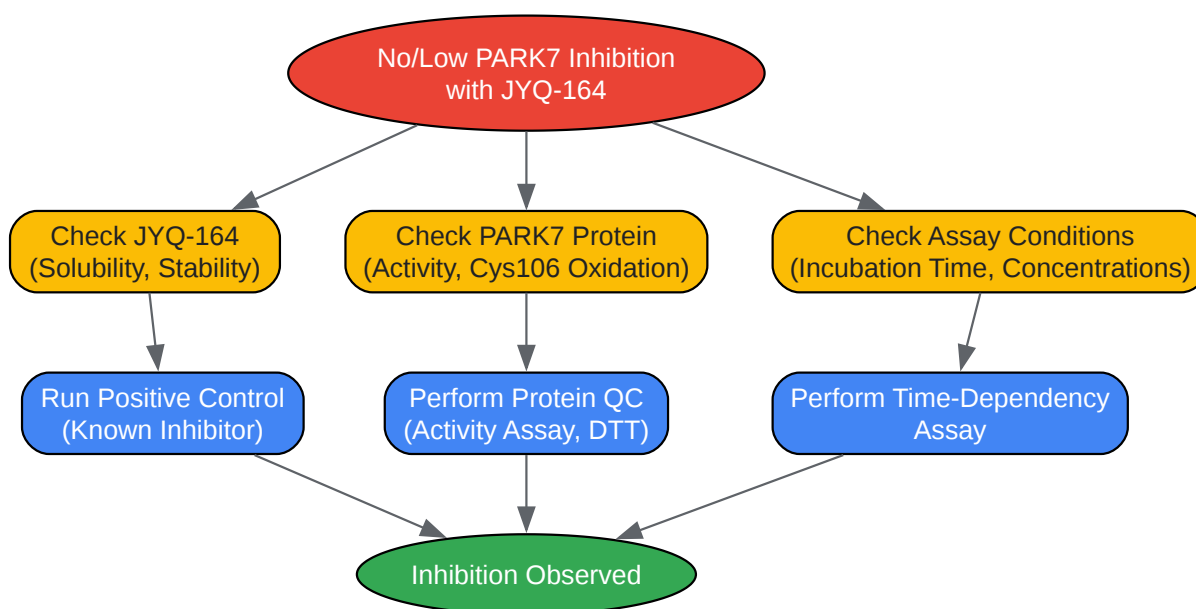 No/Low PARK7 Inhibition
with JYQ-164
Check JYQ-164
(Solubility, Stability)
Check PARK7 Protein
(Activity, Cys106 Oxidation)
Check Assay Conditions
(Incubation Time, Concentrations)
Run Positive Control
(Known Inhibitor)
Perform Protein QC
(Activity Assay, DTT)
Perform Time-Dependency
Assay
Inhibition Observed